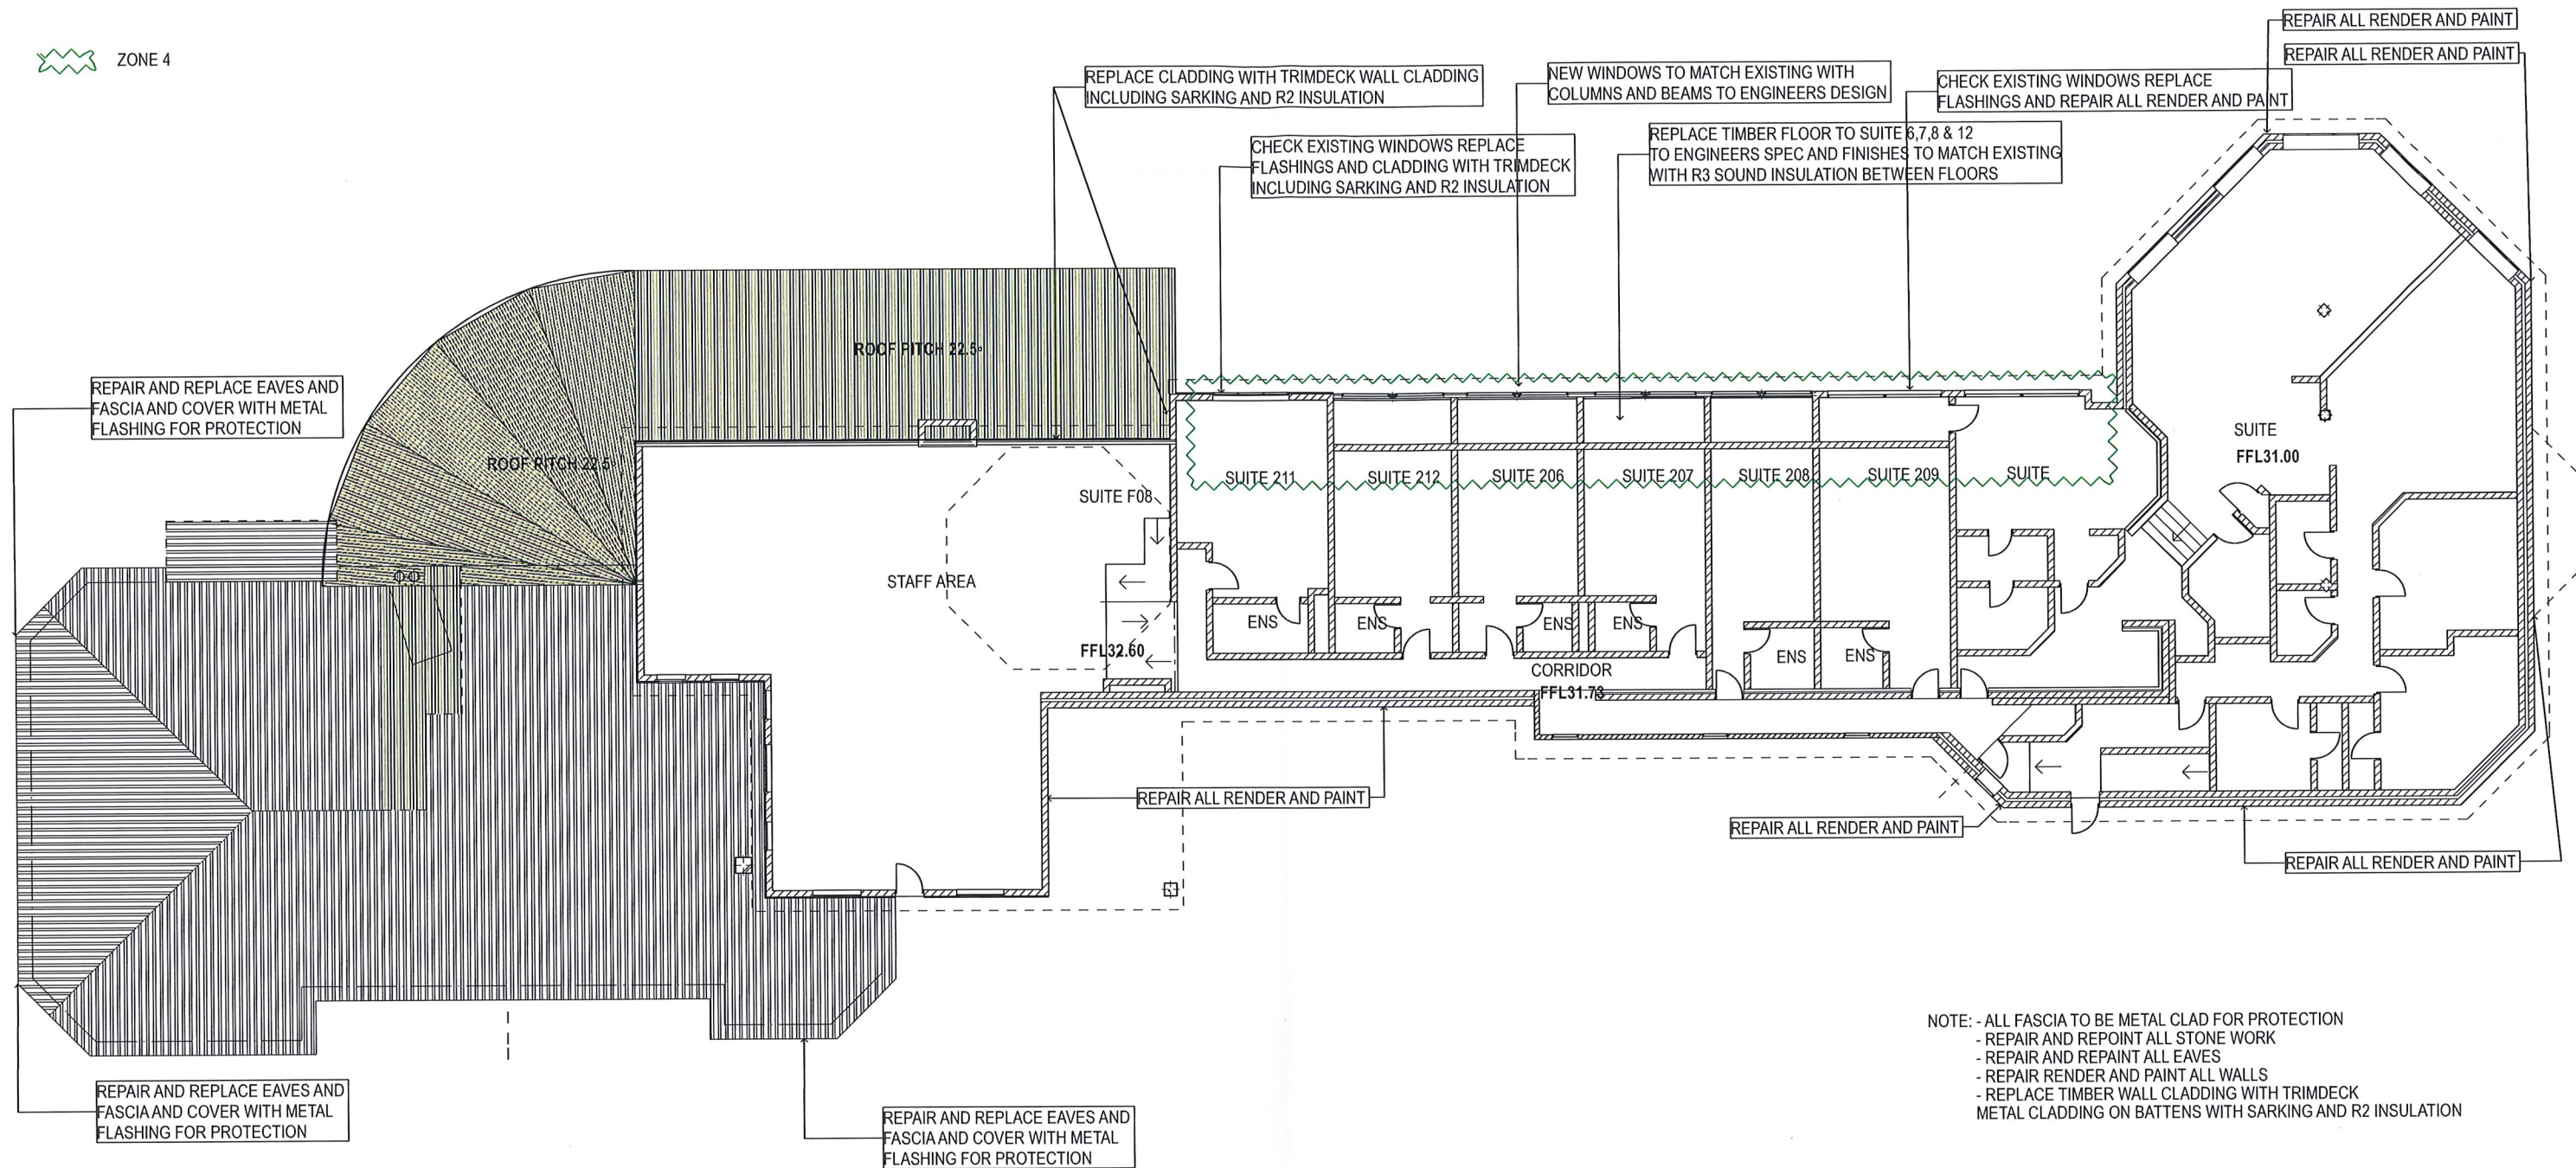 ZONE 4
REPAIR ALL RENDER AND PAINT
REPAIR ALL RENDER AND PAINT
REPLACE CLADDING WITH TRIMDECK WALL CLADDING
INCLUDING SARKING AND R2 INSULATION
NEW WINDOWS TO MATCH EXISTING WITH
COLUMNS AND BEAMS TO ENGINEERS DESIGN
CHECK EXISTING WINDOWS REPLACE
FLASHINGS AND REPAIR ALL RENDER AND PAINT
CHECK EXISTING WINDOWS REPLACE
FLASHINGS AND CLADDING WITH TRIMDECK
INCLUDING SARKING AND R2 INSULATION
REPLACE TIMBER FLOOR TO SUITE 6,7,8 & 12
TO ENGINEERS SPEC AND FINISHES TO MATCH EXISTING
WITH R3 SOUND INSULATION BETWEEN FLOORS
ROOF PITCH 22.5°
REPAIR AND REPLACE EAVES AND
FASCIA AND COVER WITH METAL
FLASHING FOR PROTECTION
ROOF PITCH 22.5°
SUITE
FFL31.00
SUITE F08
SUITE 211
SUITE 212
SUITE 206
SUITE 207
SUITE 208
SUITE 209
SUITE
STAFF AREA
ENS
ENS
ENS
ENS
ENS
ENS
FFL32.60
CORRIDOR
FFL31.73
REPAIR ALL RENDER AND PAINT
REPAIR ALL RENDER AND PAINT
REPAIR ALL RENDER AND PAINT
REPAIR AND REPLACE EAVES AND
FASCIA AND COVER WITH METAL
FLASHING FOR PROTECTION
REPAIR AND REPLACE EAVES AND
FASCIA AND COVER WITH METAL
FLASHING FOR PROTECTION
NOTE: - ALL FASCIA TO BE METAL CLAD FOR PROTECTION
- REPAIR AND REPOINT ALL STONE WORK
- REPAIR AND REPAINT ALL EAVES
- REPAIR RENDER AND PAINT ALL WALLS
- REPLACE TIMBER WALL CLADDING WITH TRIMDECK
METAL CLADDING ON BATTENS WITH SARKING AND R2 INSULATION